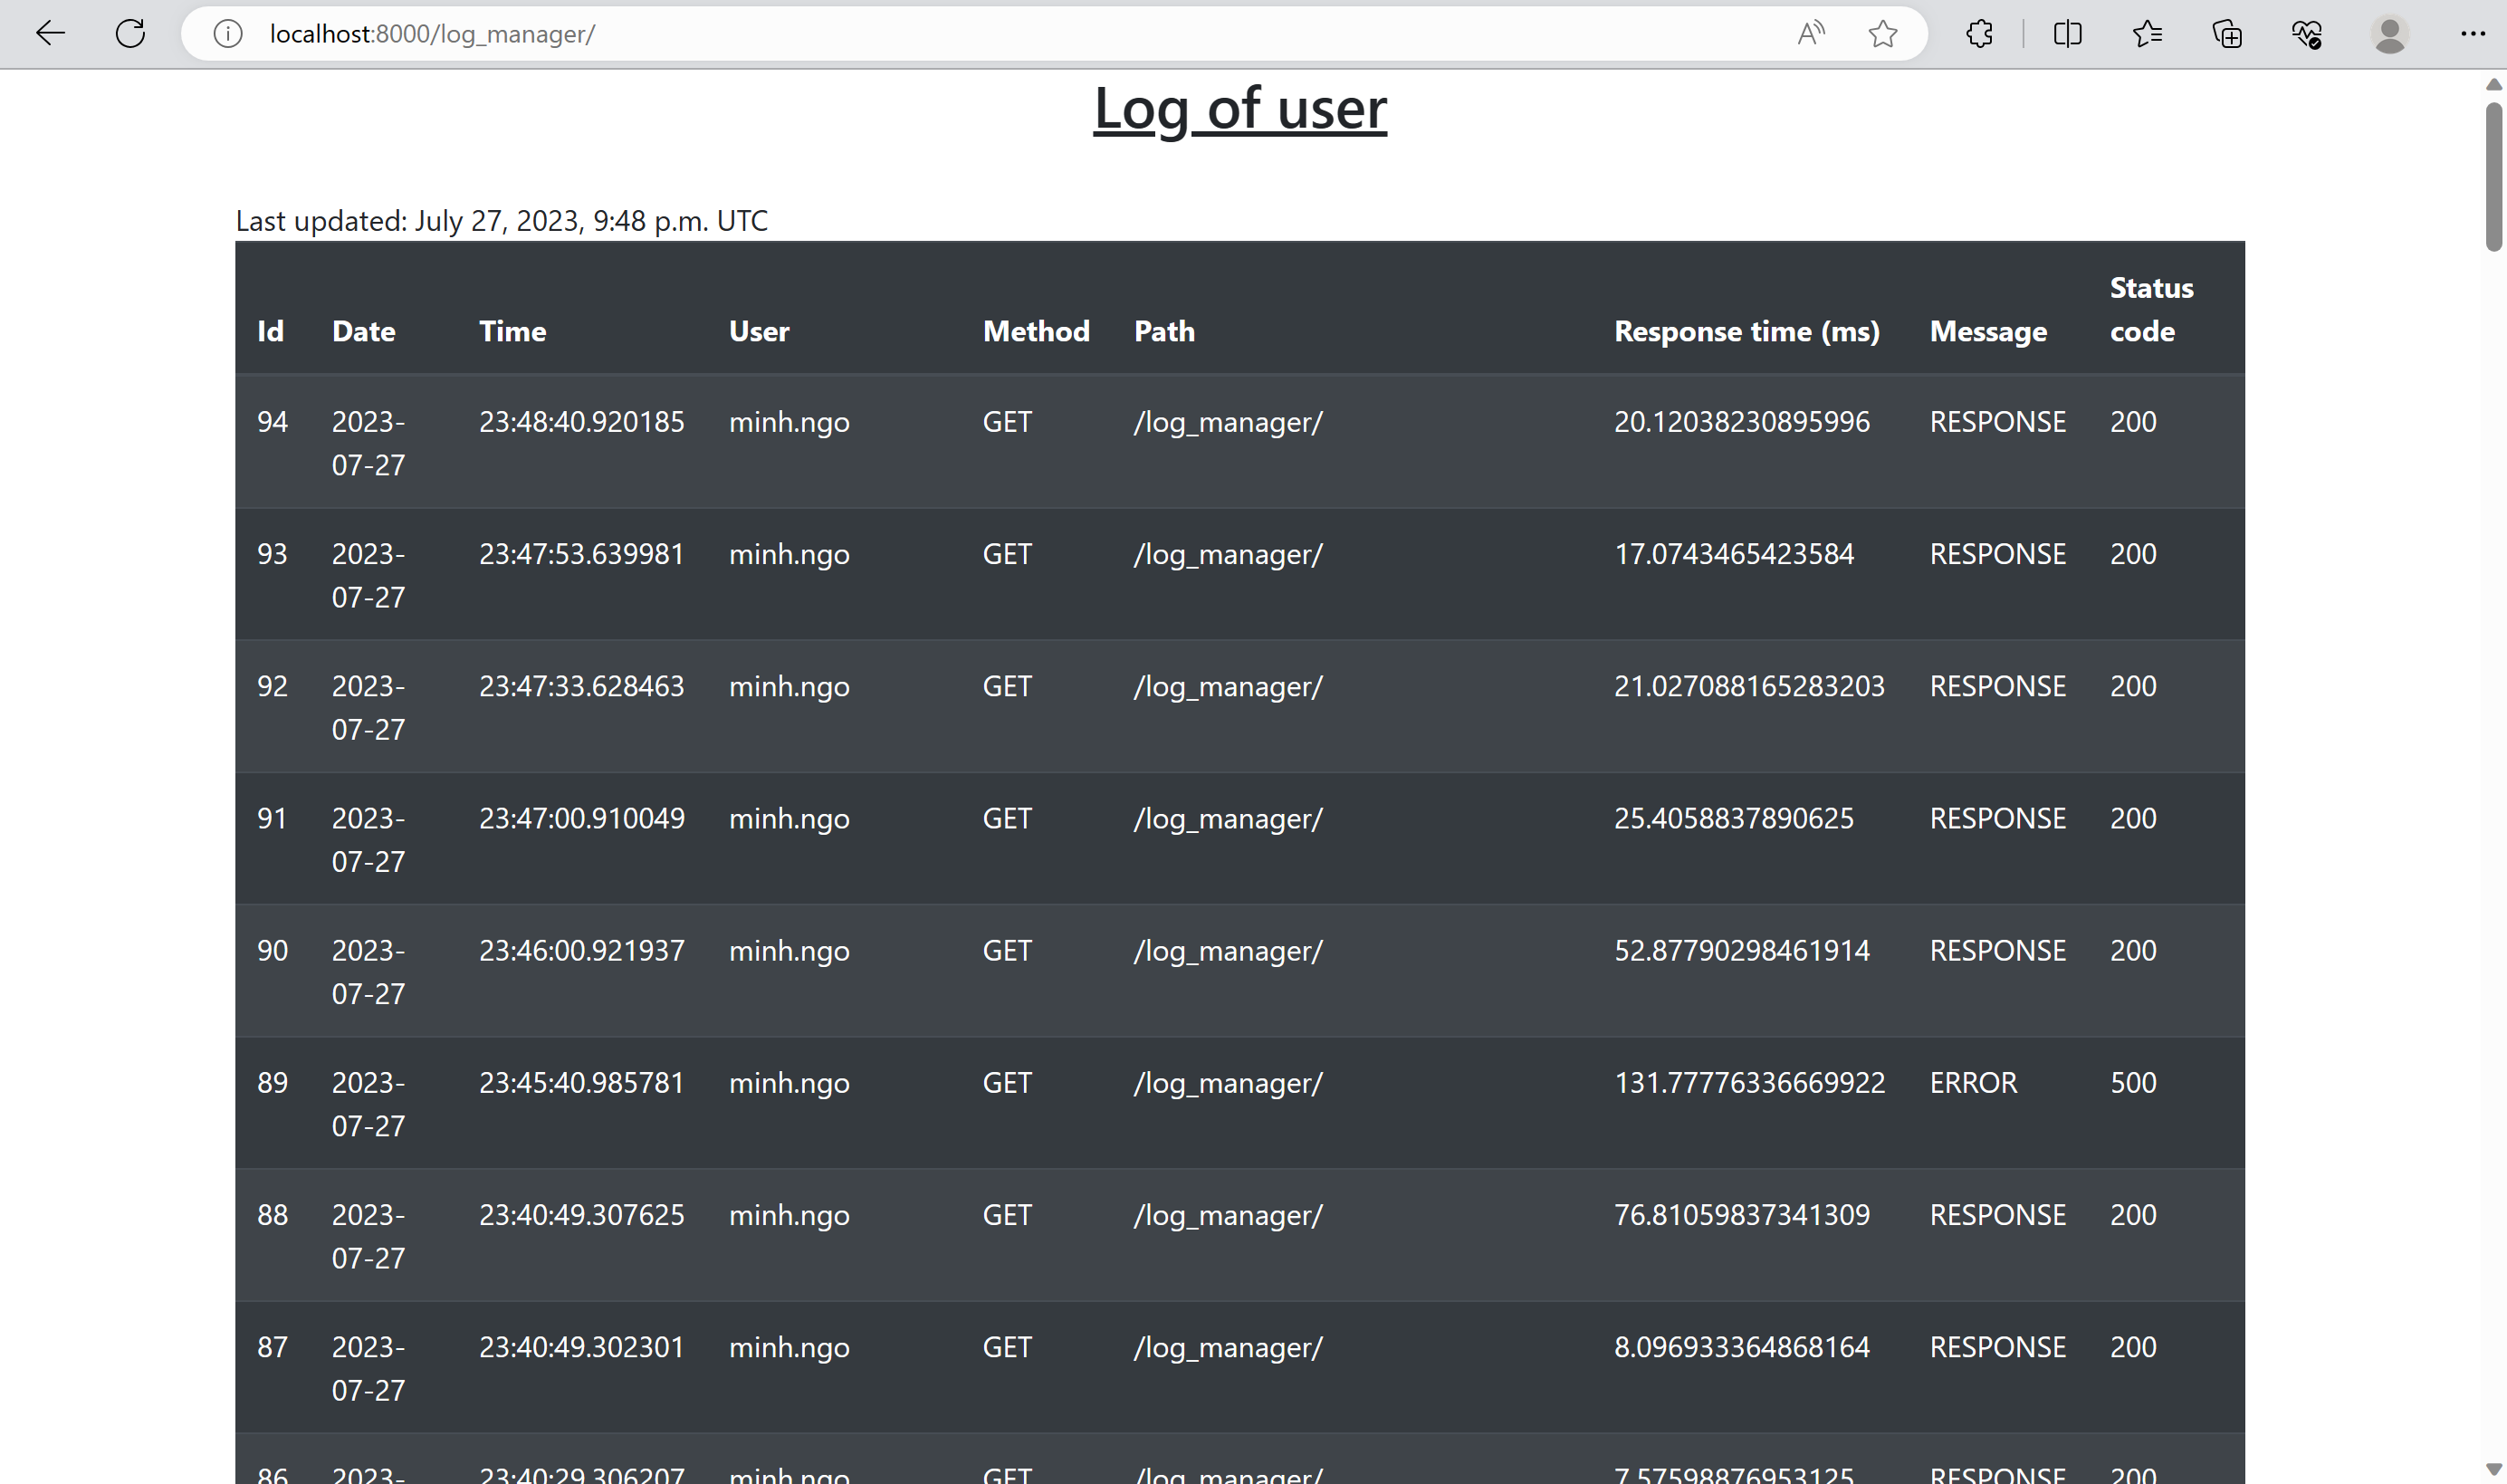 localhost:8000/log_manager/
Log of user
Last updated: July 27, 2023, 9:48 p.m. UTC
Id Date Time User Method Path Response time (ms) Message Status code
94 2023-07-27 23:48:40.920185 minh.ngo GET /log_manager/ 20.12038230895996 RESPONSE 200
93 2023-07-27 23:47:53.639981 minh.ngo GET /log_manager/ 17.0743465423584 RESPONSE 200
92 2023-07-27 23:47:33.628463 minh.ngo GET /log_manager/ 21.027088165283203 RESPONSE 200
91 2023-07-27 23:47:00.910049 minh.ngo GET /log_manager/ 25.4058837890625 RESPONSE 200
90 2023-07-27 23:46:00.921937 minh.ngo GET /log_manager/ 52.87790298461914 RESPONSE 200
89 2023-07-27 23:45:40.985781 minh.ngo GET /log_manager/ 131.77776336669922 ERROR 500
88 2023-07-27 23:40:49.307625 minh.ngo GET /log_manager/ 76.81059837341309 RESPONSE 200
87 2023-07-27 23:40:49.302301 minh.ngo GET /log_manager/ 8.096933364868164 RESPONSE 200
86 2023- 23:40:29.306207 minh.ngo GET /log_manager/ 7.57598876953125 RESPONSE 200